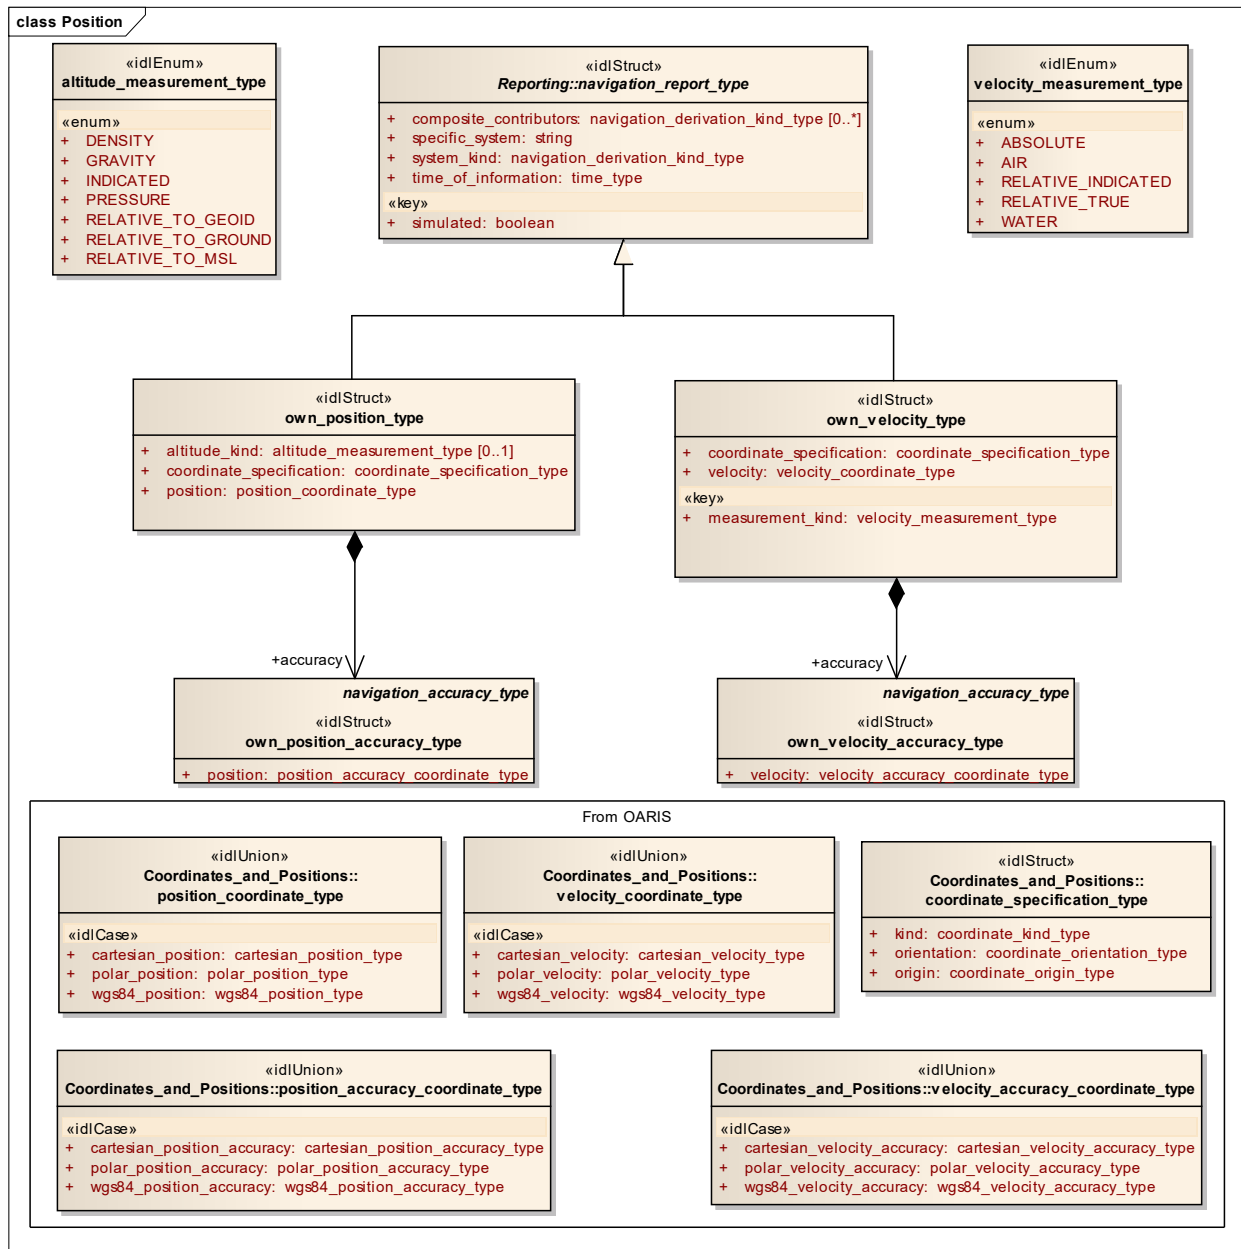 class Position
«idlEnum»
altitude_measurement_type
«enum»
+ DENSITY
+ GRAVITY
+ INDICATED
+ PRESSURE
+ RELATIVE_TO_GEOID
+ RELATIVE_TO_GROUND
+ RELATIVE_TO_MSL
«idlStruct»
Reporting::navigation_report_type
+ composite_contributors: navigation_derivation_kind_type [0..*]
+ specific_system: string
+ system_kind: navigation_derivation_kind_type
+ time_of_information: time_type
«key»
+ simulated: boolean
«idlEnum»
velocity_measurement_type
«enum»
+ ABSOLUTE
+ AIR
+ RELATIVE_INDICATED
+ RELATIVE_TRUE
+ WATER
«idlStruct»
own_position_type
+ altitude_kind: altitude_measurement_type [0..1]
+ coordinate_specification: coordinate_specification_type
+ position: position_coordinate_type
«idlStruct»
own_velocity_type
+ coordinate_specification: coordinate_specification_type
+ velocity: velocity_coordinate_type
«key»
+ measurement_kind: velocity_measurement_type
+accuracy
+accuracy
navigation_accuracy_type
«idlStruct»
own_position_accuracy_type
+ position: position_accuracy_coordinate_type
navigation_accuracy_type
«idlStruct»
own_velocity_accuracy_type
+ velocity: velocity_accuracy_coordinate_type
From OARIS
«idlUnion»
Coordinates_and_Positions::
position_coordinate_type
«idlCase»
+ cartesian_position: cartesian_position_type
+ polar_position: polar_position_type
+ wgs84_position: wgs84_position_type
«idlUnion»
Coordinates_and_Positions::
velocity_coordinate_type
«idlCase»
+ cartesian_velocity: cartesian_velocity_type
+ polar_velocity: polar_velocity_type
+ wgs84_velocity: wgs84_velocity_type
«idlStruct»
Coordinates_and_Positions::
coordinate_specification_type
+ kind: coordinate_kind_type
+ orientation: coordinate_orientation_type
+ origin: coordinate_origin_type
«idlUnion»
Coordinates_and_Positions::position_accuracy_coordinate_type
«idlCase»
+ cartesian_position_accuracy: cartesian_position_accuracy_type
+ polar_position_accuracy: polar_position_accuracy_type
+ wgs84_position_accuracy: wgs84_position_accuracy_type
«idlUnion»
Coordinates_and_Positions::velocity_accuracy_coordinate_type
«idlCase»
+ cartesian_velocity_accuracy: cartesian_velocity_accuracy_type
+ polar_velocity_accuracy: polar_velocity_accuracy_type
+ wgs84_velocity_accuracy: wgs84_velocity_accuracy_type